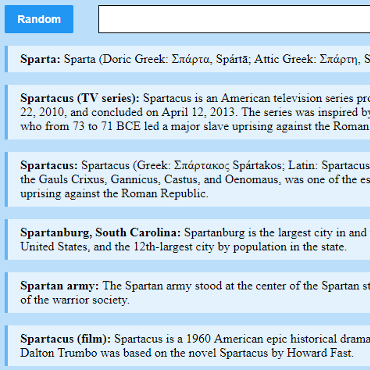 Random
Sparta: Sparta (Doric Greek: Σπάρτα, Spártā; Attic Greek: Σπάρτη,
Spartacus (TV series): Spartacus is an American television series
22, 2010, and concluded on April 12, 2013. The series was inspired
who from 73 to 71 BCE led a major slave uprising against the Roman
Spartacus: Spartacus (Greek: Σπάρτακος Spártakos; Latin: Spartacus
the Gauls Crixus, Gannicus, Castus, and Oenomaus, was one of the
uprising against the Roman Republic.
Spartanburg, South Carolina: Spartanburg is the largest city in and
United States, and the 12th-largest city by population in the state.
Spartan army: The Spartan army stood at the center of the Spartan
of the warrior society.
Spartacus (film): Spartacus is a 1960 American epic historical drama
Dalton Trumbo was based on the novel Spartacus by Howard Fast.